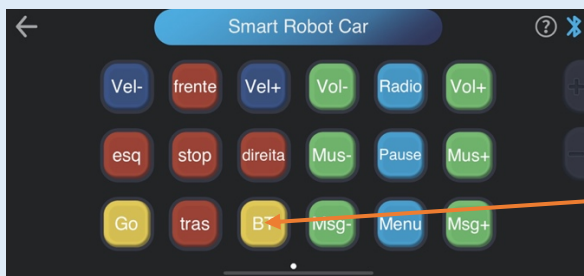 Smart Robot Car
Vel- frente Vel+ Vol- Radio Vol+
esq stop direita Mus- Pause Mus+
Go tras BT Msg- Menu Msg+